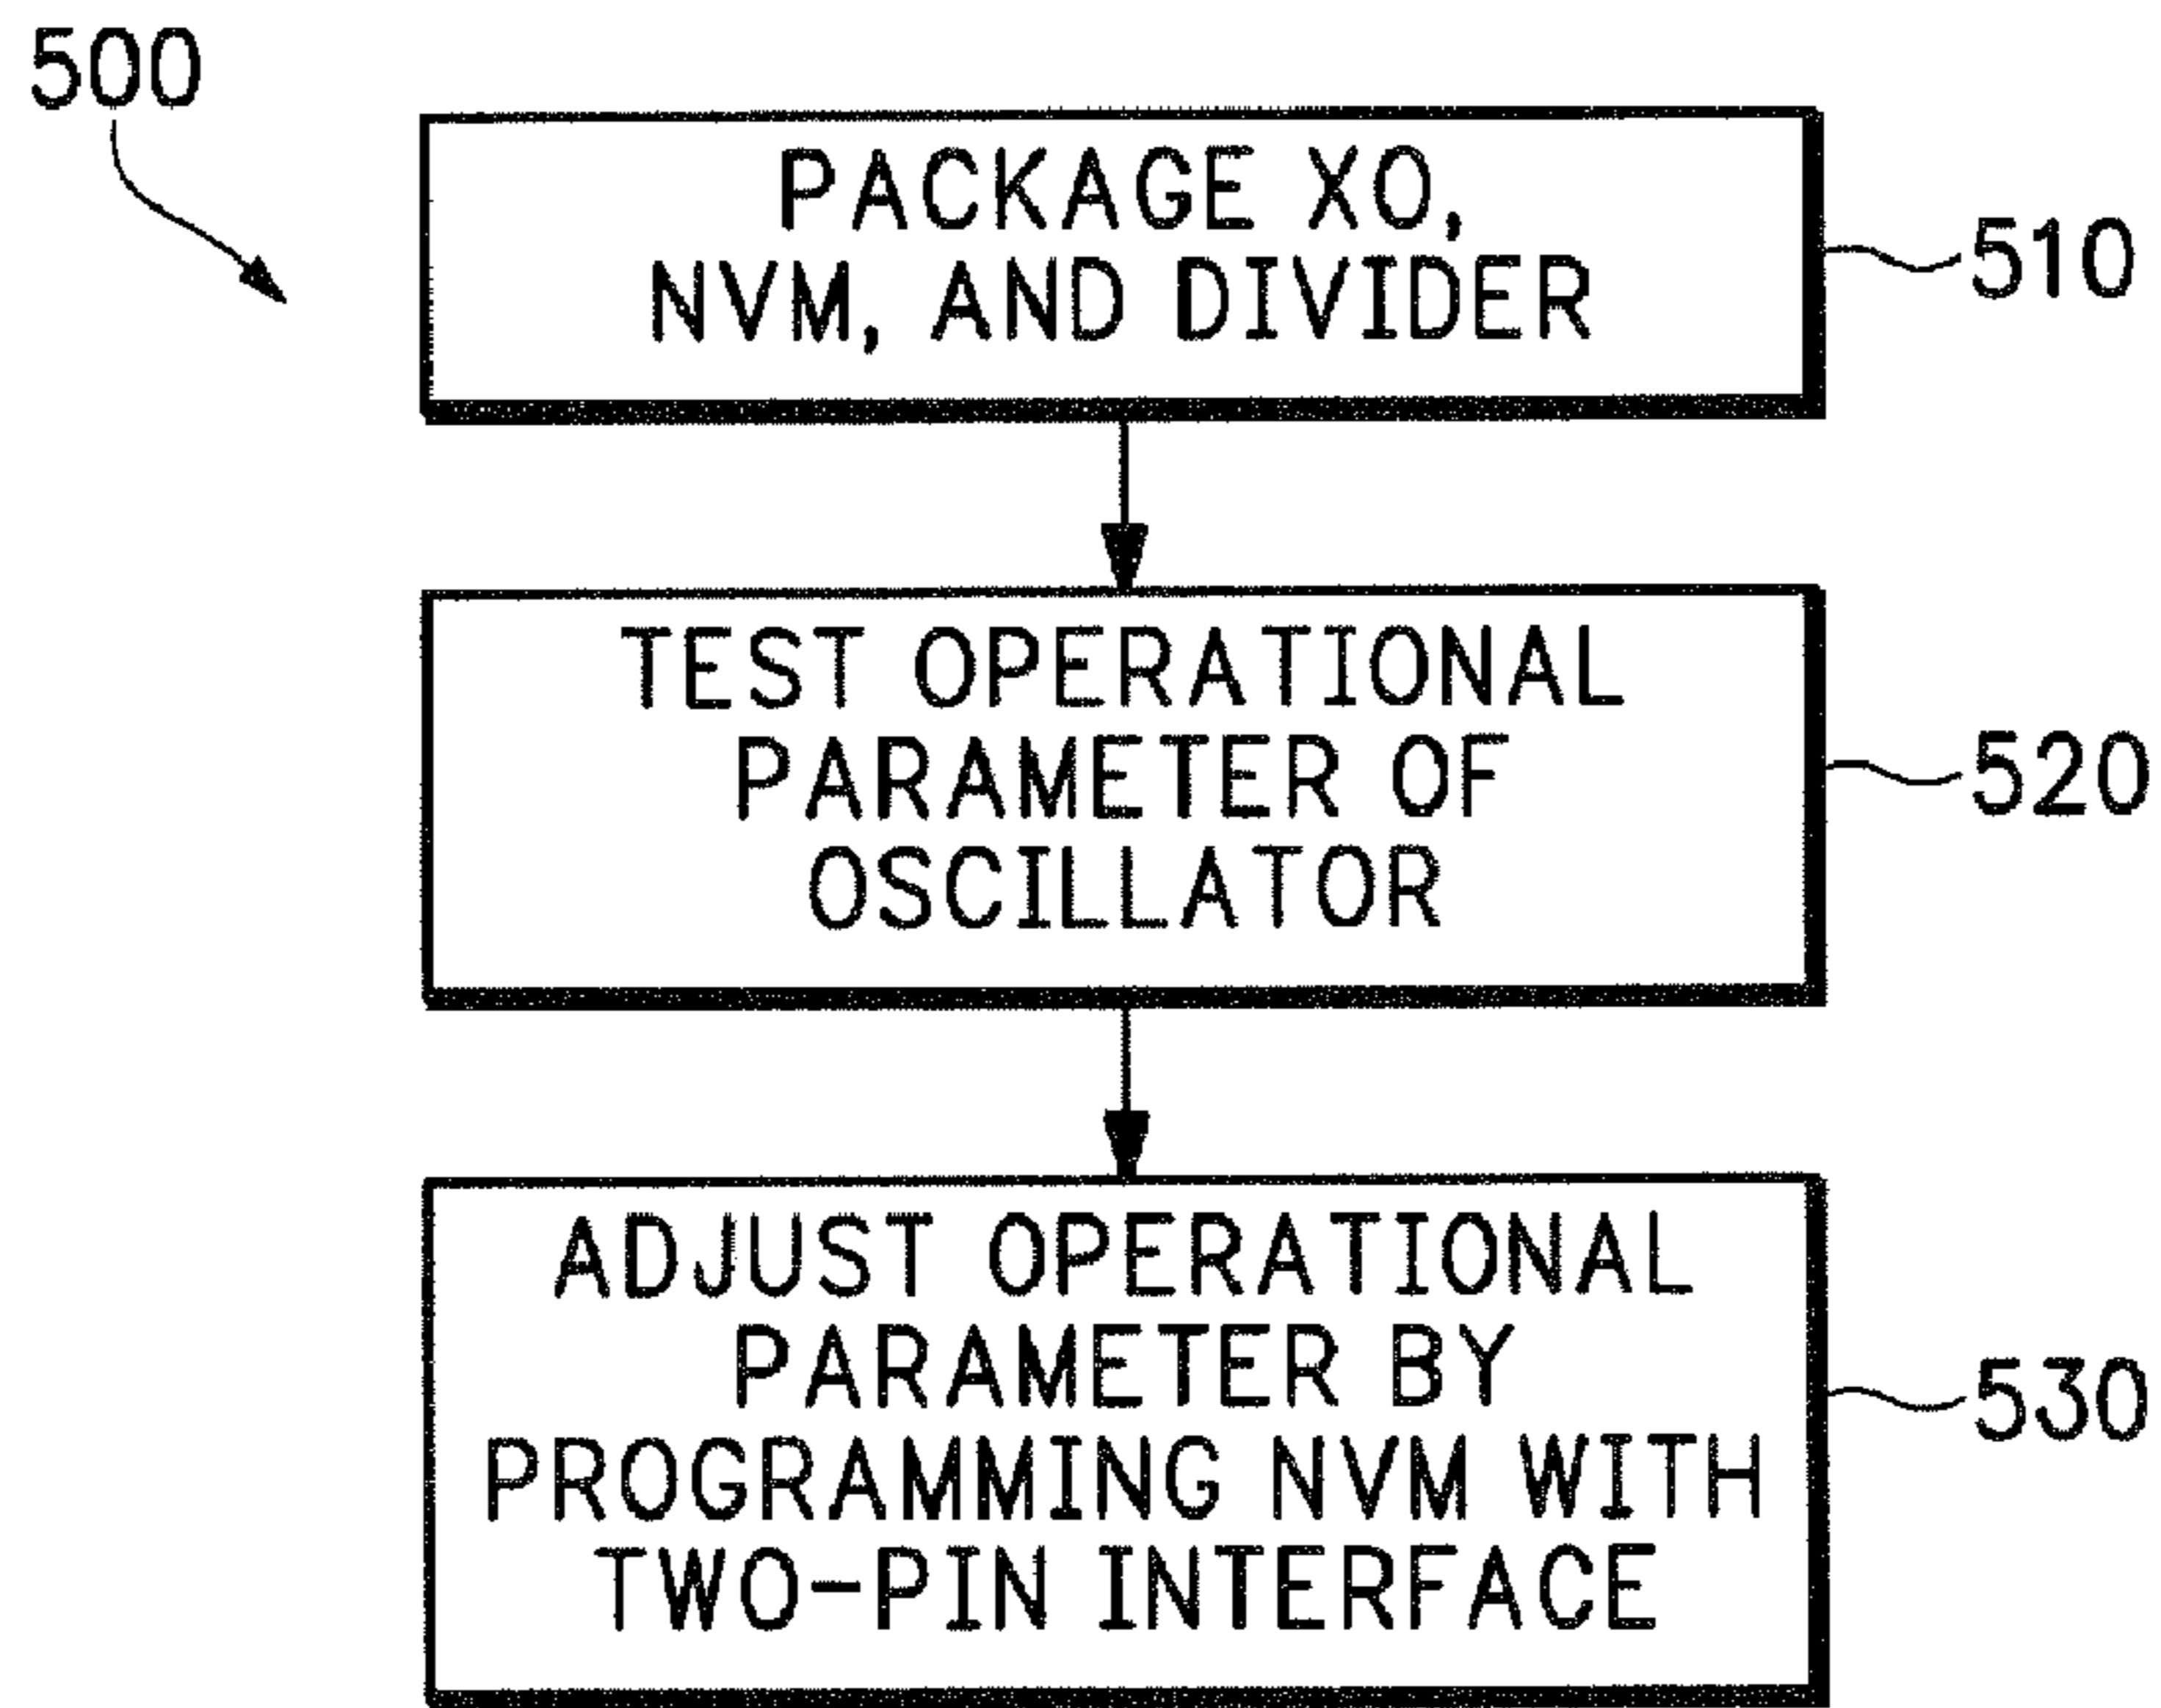 500
PACKAGE XO,
NVM, AND DIVIDER
510
TEST OPERATIONAL
PARAMETER OF
OSCILLATOR
520
ADJUST OPERATIONAL
PARAMETER BY
PROGRAMMING NVM WITH
TWO-PIN INTERFACE
530